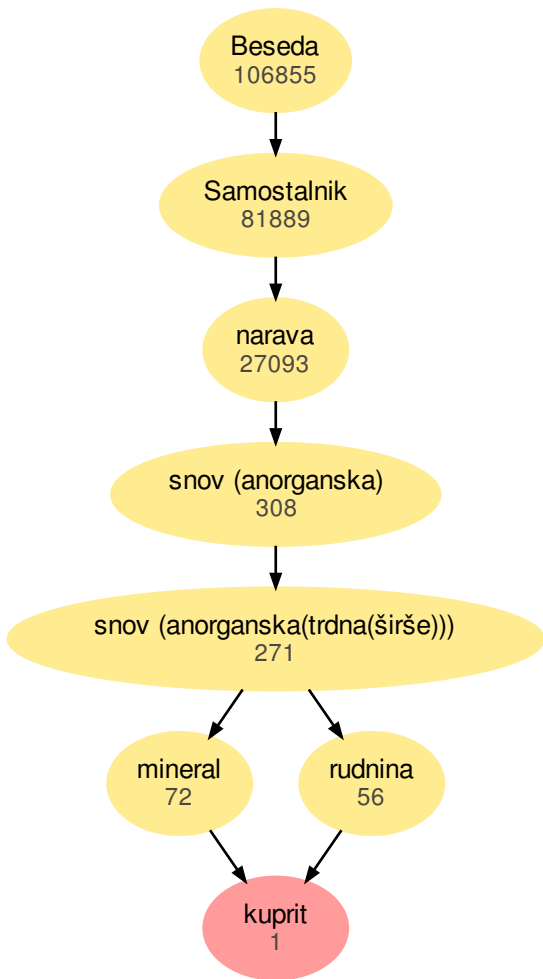 Beseda
106855
Samostalnik
81889
narava
27093
snov (anorganska)
308
snov (anorganska(trdna(širše)))
271
mineral
72
rudnina
56
kuprit
1